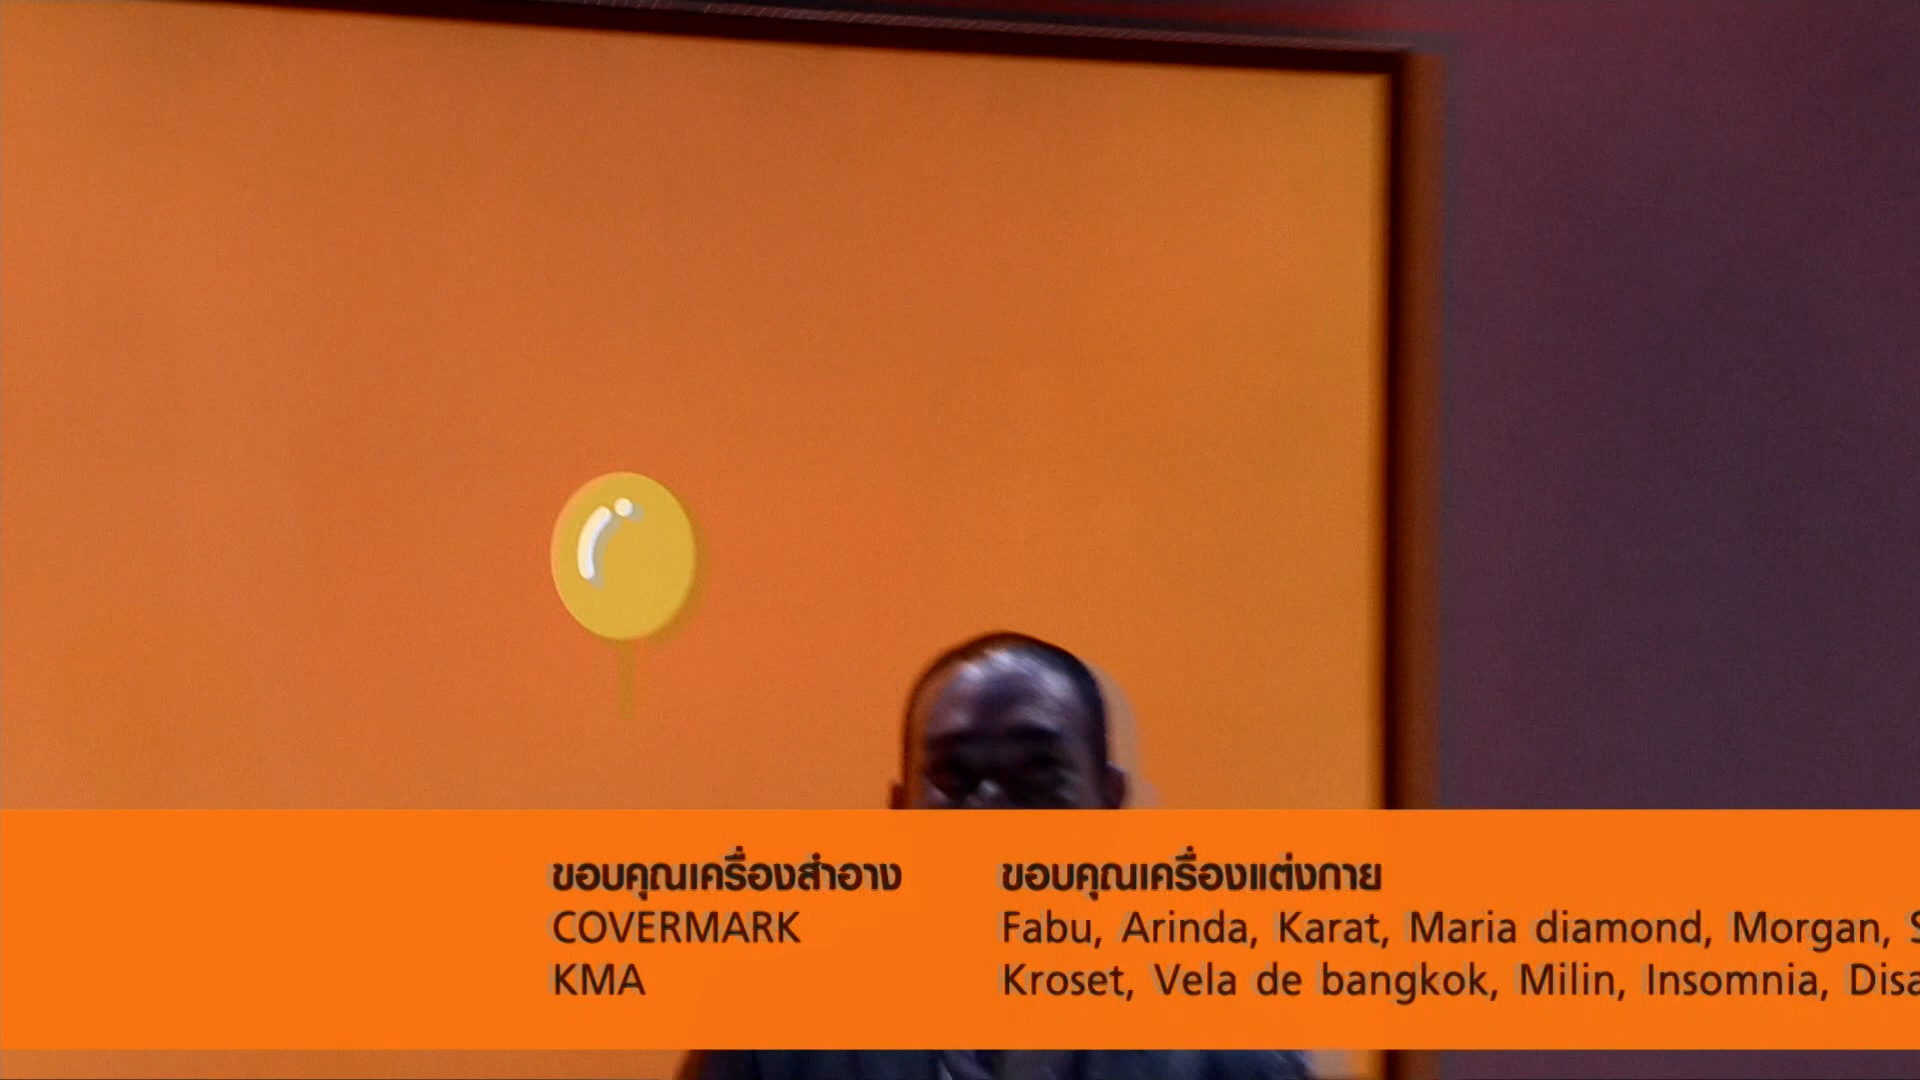 ขอบคุณเครื่องสำอาง
COVERMARK
KMA
ขอบคุณเครื่องแต่งกาย
Fabu, Arinda, Karat, Maria diamond, Morgan,
Kroset, Vela de bangkok, Milin, Insomnia,